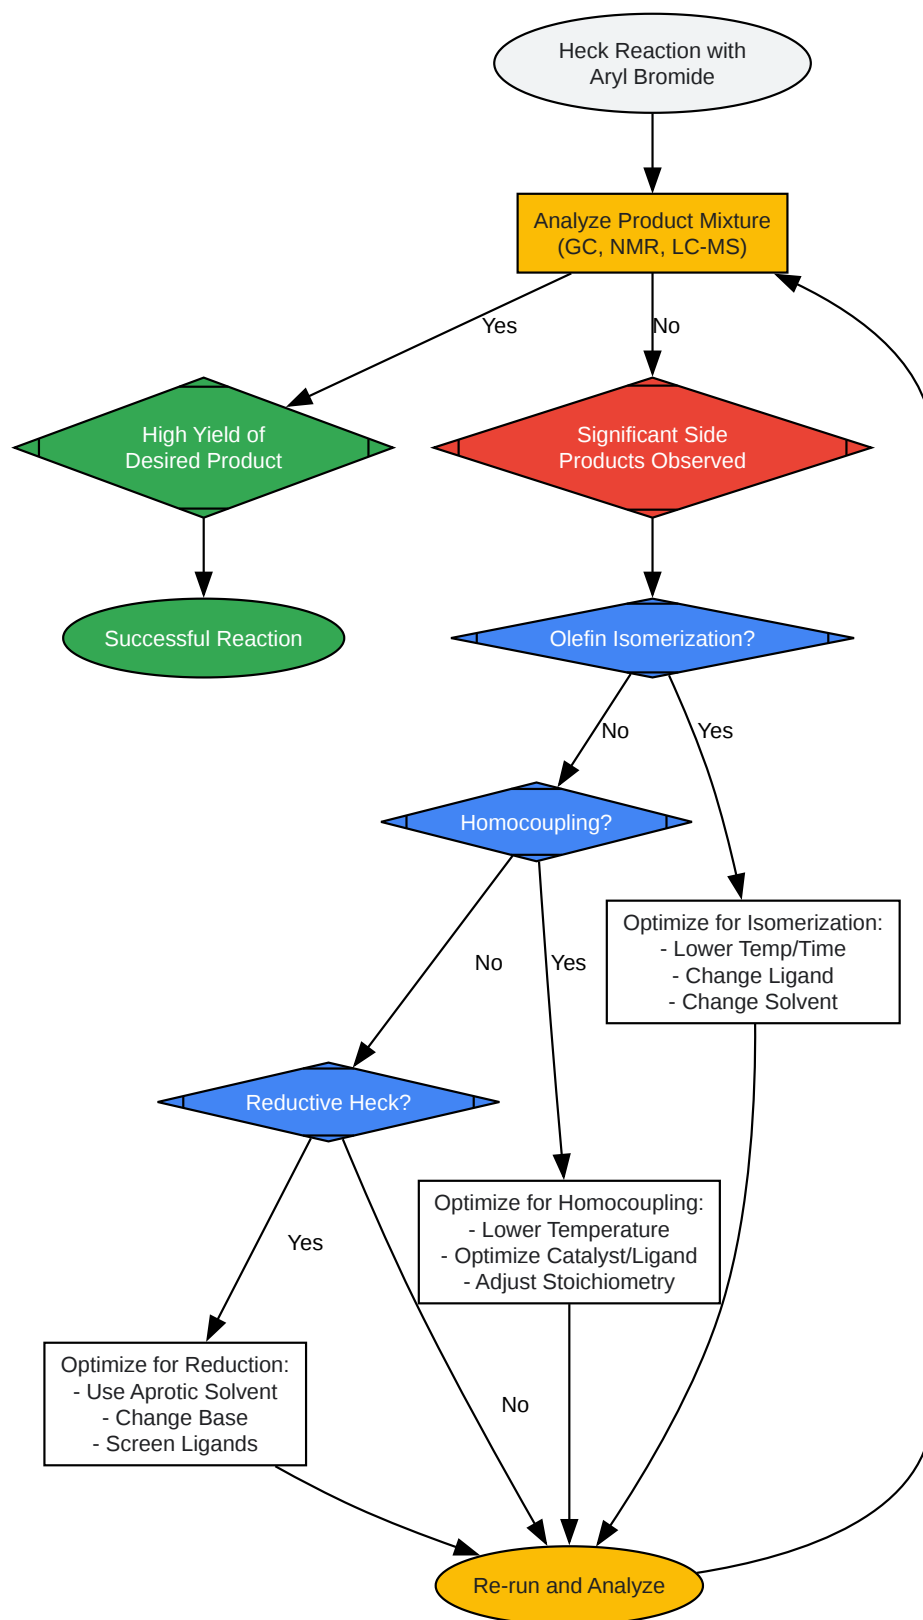 Heck Reaction with
Aryl Bromide
Analyze Product Mixture
(GC, NMR, LC-MS)
Yes
No
High Yield of
Desired Product
Significant Side
Products Observed
Successful Reaction
Olefin Isomerization?
No
Yes
Homocoupling?
Optimize for Isomerization:
- Lower Temp/Time
- Change Ligand
- Change Solvent
No
Yes
Reductive Heck?
Optimize for Homocoupling:
- Lower Temperature
- Optimize Catalyst/Ligand
- Adjust Stoichiometry
Yes
Optimize for Reduction:
- Use Aprotic Solvent
- Change Base
- Screen Ligands
No
Re-run and Analyze